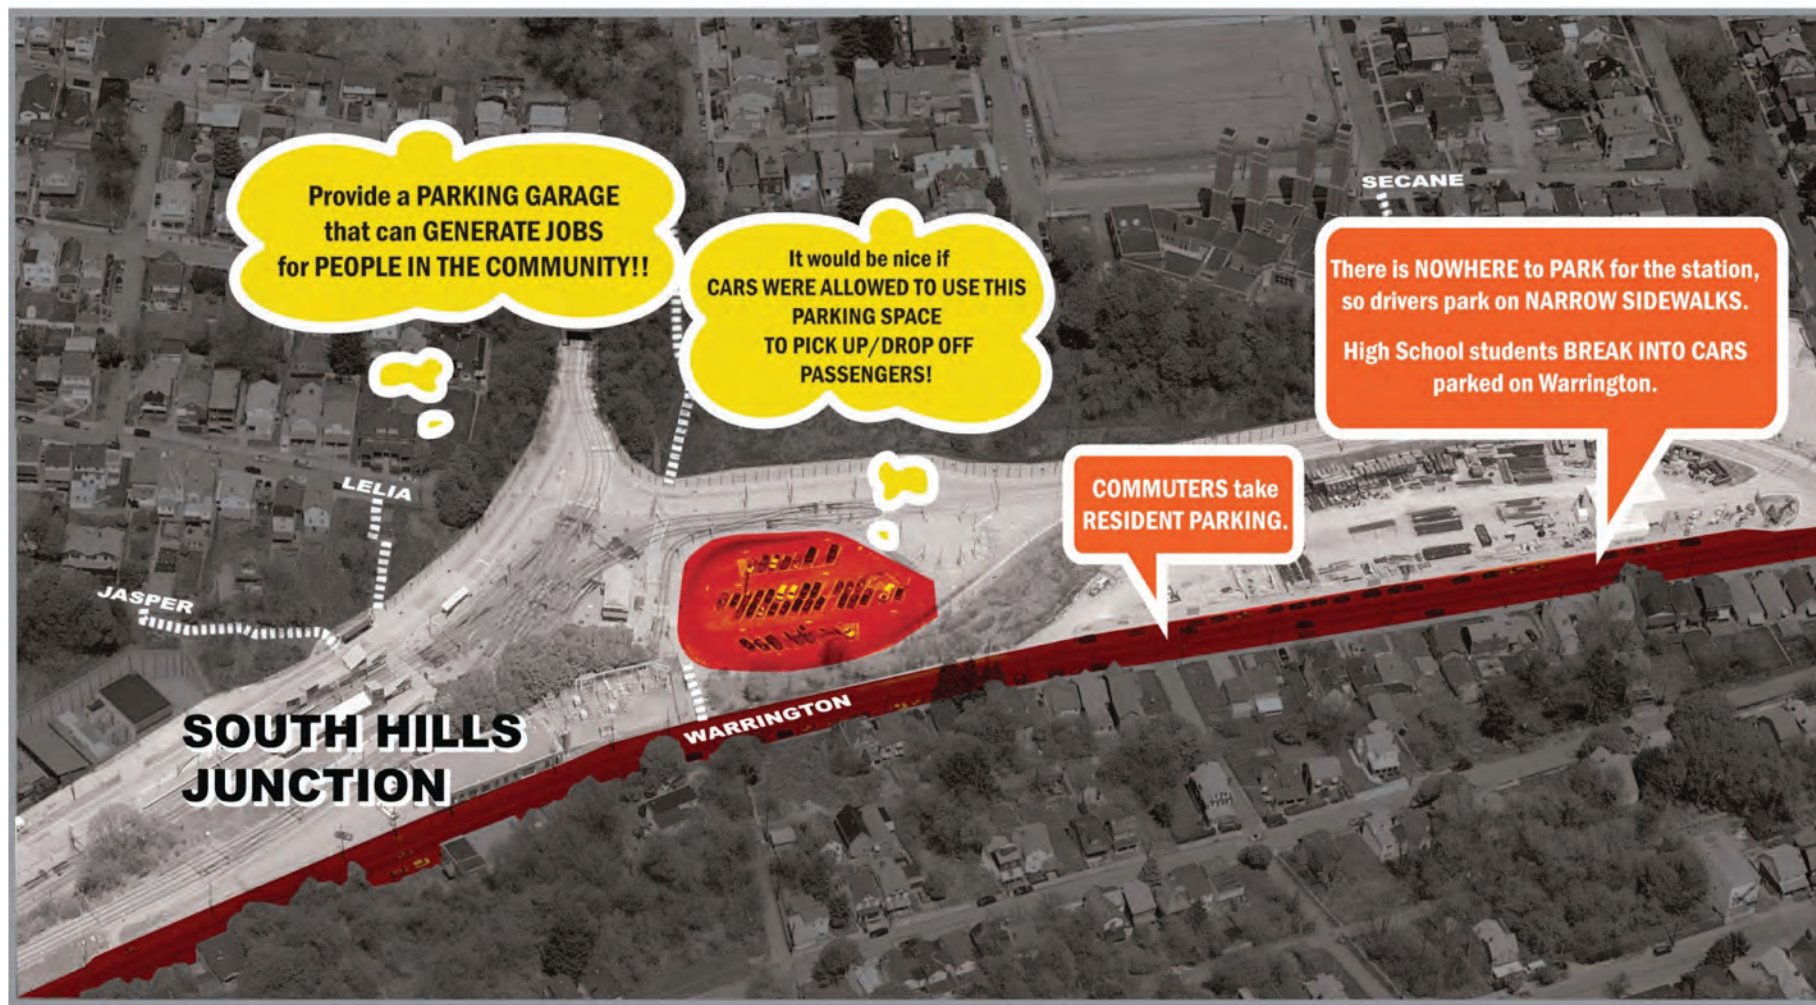 Provide a PARKING GARAGE
that can GENERATE JOBS
for PEOPLE IN THE COMMUNITY!!
It would be nice if
CARS WERE ALLOWED TO USE THIS
PARKING SPACE
TO PICK UP/DROP OFF
PASSENGERS!
SECANE
There is NOWHERE to PARK for the station,
so drivers park on NARROW SIDEWALKS.
High School students BREAK INTO CARS
parked on Warrington.
COMMUTERS take
RESIDENT PARKING.
LELIA
JASPER
WARRINGTON
SOUTH HILLS
JUNCTION